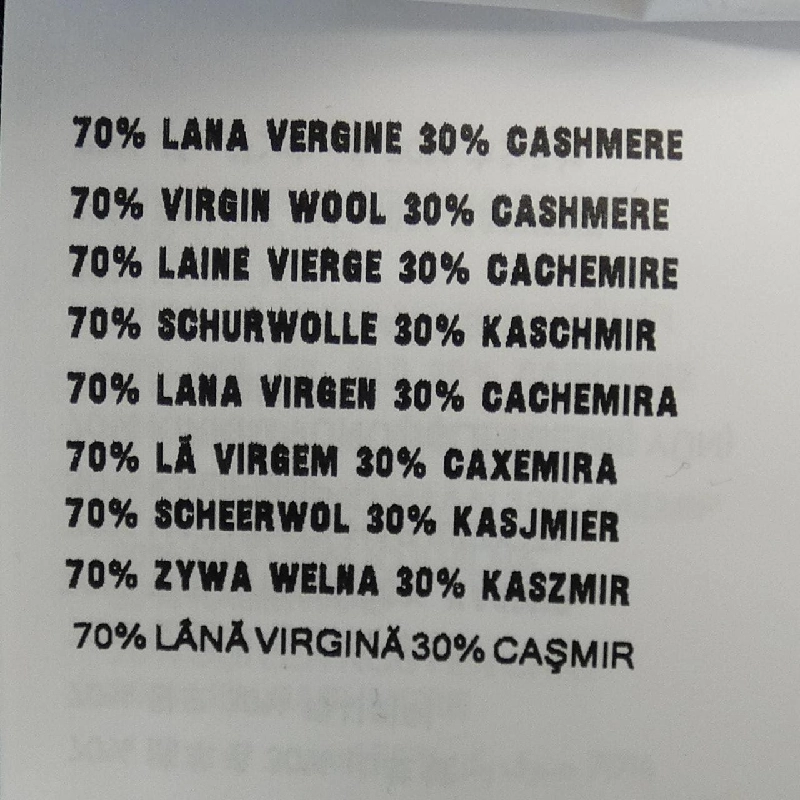 70% LANA VERGINE 30% CASHMERE
70% VIRGIN WOOL 30% CASHMERE
70% LAINE VIERGE 30% CACHEMIRE
70% SCHURWOLLE 30% KASCHMIR
70% LANA VIRGEN 30% CACHEMIRA
70% LÃ VIRGEM 30% CAXEMIRA
70% SCHEERWOL 30% KASJMIER
70% ZYWA WELNA 30% KASZMIR
70% LÂNĂ VIRGINĂ 30% CAŞMIR